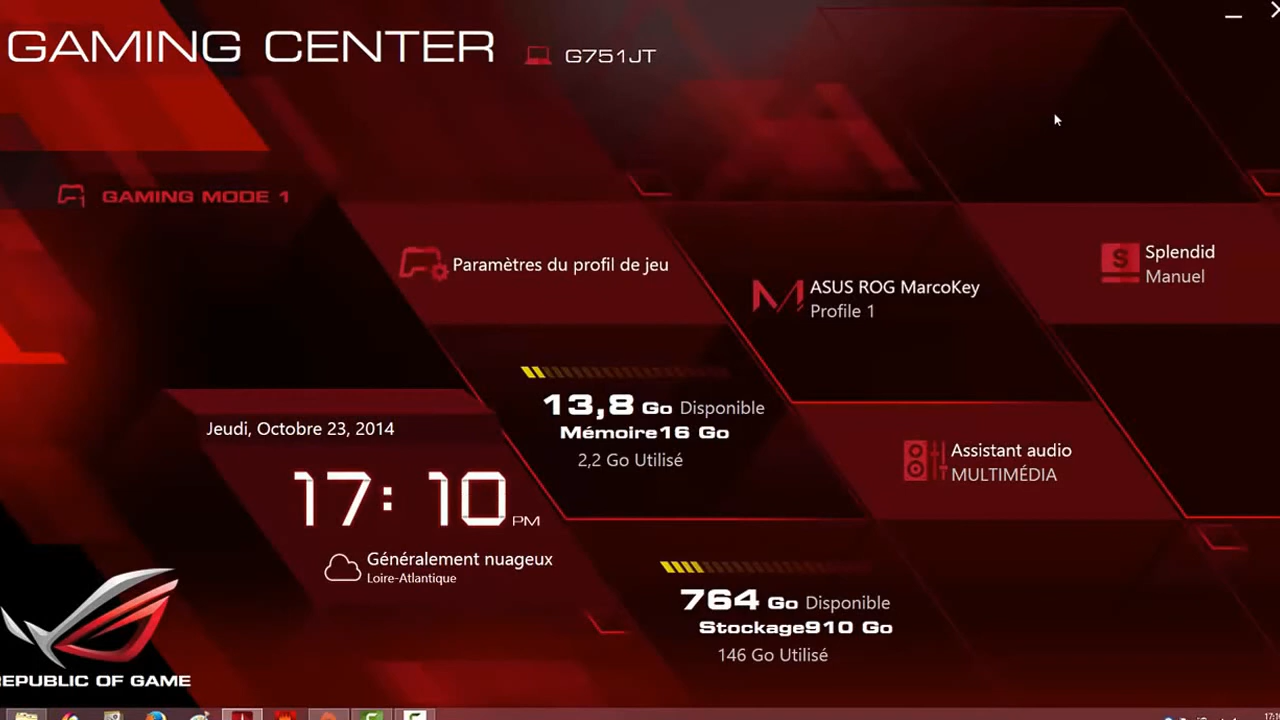 GAMING CENTER
G751JT
GAMING MODE 1
Paramètres du profil de jeu
ASUS ROG MarcoKey
Profile 1
Splendid
Manuel
13,8 Go Disponible
Mémoire16 Go
2,2 Go Utilisé
Jeudi, Octobre 23, 2014
17: 10 PM
Généralement nuageux
Loire-Atlantique
Assistant audio
MULTIMÉDIA
764 Go Disponible
Stockage910 Go
146 Go Utilisé
EPUBLIC OF GAME